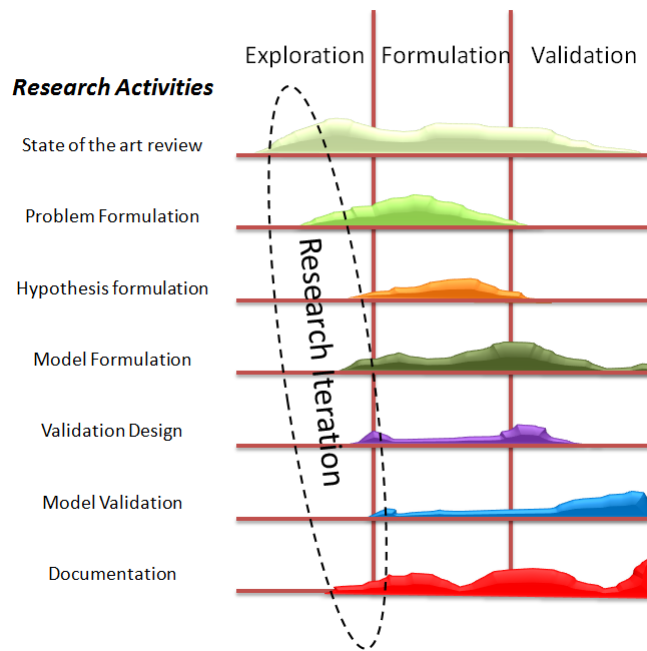 Exploration Formulation Validation
Research Activities
State of the art review
Problem Formulation
Hypothesis formulation
Model Formulation
Validation Design
Model Validation
Documentation
Research Iteration